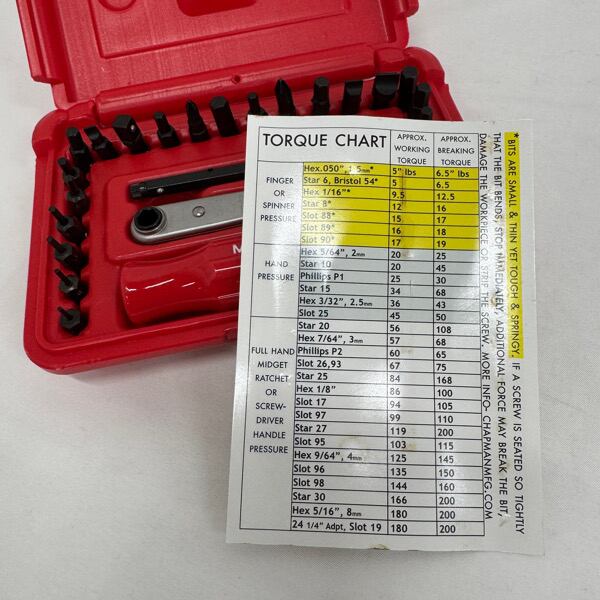 TORQUE CHART
APPROX. WORKING TORQUE
APPROX. BREAKING TORQUE
FINGER
OR
SPINNER
PRESSURE
Hex.050", 1.5mm* 5" lbs 6.5" lbs
Star 6, Bristol 54* 5 6.5
Hex 1/16"* 9.5 12.5
Star 8* 12 16
Slot 88* 15 17
Slot 89* 16 18
Slot 90* 17 19
HAND
PRESSURE
Hex 5/64", 2mm 20 25
Star 10 20 45
Phillips P1 25 30
Star 15 34 68
Hex 3/32", 2.5mm 36 43
Slot 25 45 50
FULL HAND
MIDGET
RATCHET
OR
SCREW-
DRIVER
HANDLE
PRESSURE
Star 20 56 108
Hex 7/64", 3mm 57 68
Phillips P2 60 65
Slot 26,93 67 75
Star 25 84 168
Hex 1/8" 86 100
Slot 17 94 105
Slot 97 99 110
Star 27 119 200
Slot 95 103 115
Hex 9/64", 4mm 125 145
Slot 96 135 150
Slot 98 144 160
Star 30 166 200
Hex 5/16", 8mm 180 200
24 1/4" Adpt, Slot 19 180 200
*BITS ARE SMALL & THIN YET TOUGH & SPRINGY. IF A SCREW IS SEATED SO TIGHTLY
THAT THE BIT BENDS, STOP IMMEDIATELY. ADDITIONAL FORCE MAY BREAK THE BIT,
DAMAGE THE WORKPIECE OR STRIP THE SCREW. MORE INFO- CHAPMANMFG.COM
M